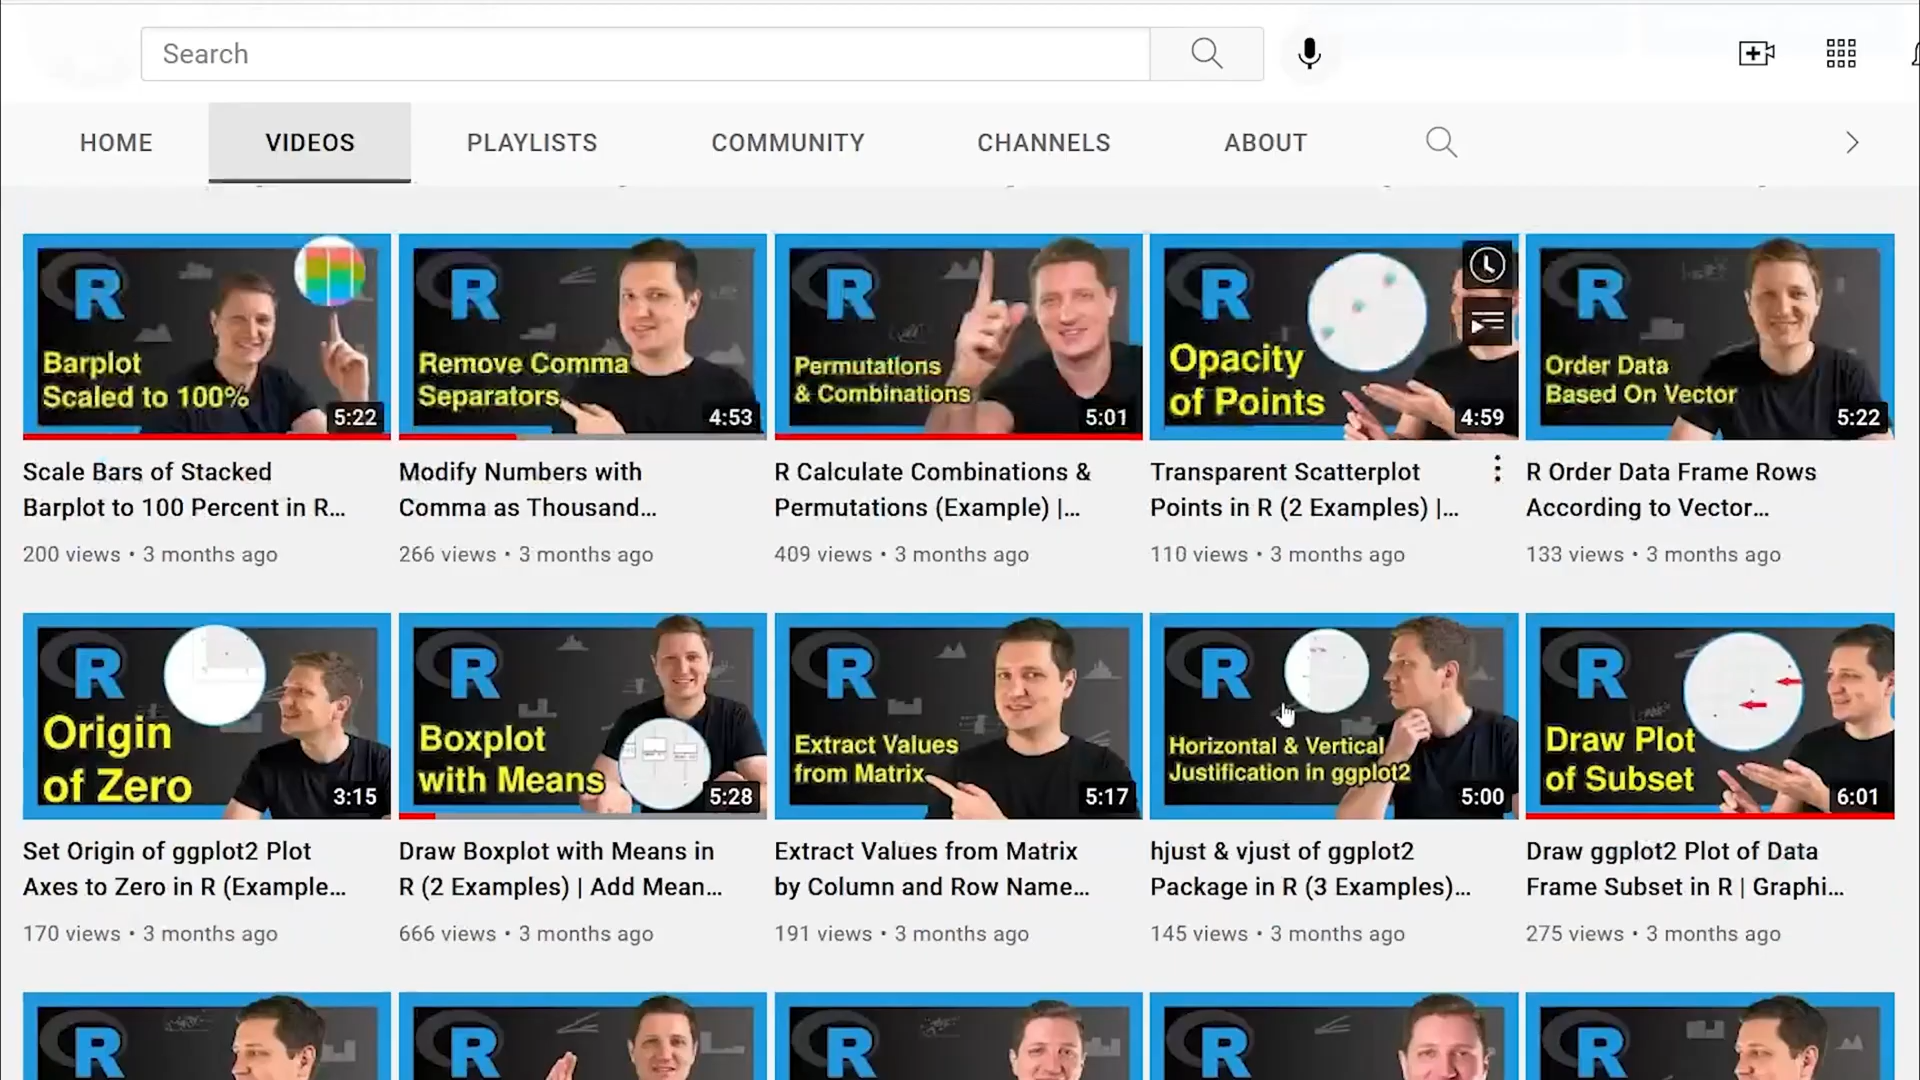 Search
HOME
VIDEOS
PLAYLISTS
COMMUNITY
CHANNELS
ABOUT
R
Barplot
Scaled to 100%
5:22
R
Remove Comma
Separators
4:53
R
Permutations
& Combinations
5:01
R
Opacity
of Points
4:59
R
Order Data
Based On Vector
5:22
Scale Bars of Stacked
Barplot to 100 Percent in R...
200 views • 3 months ago
Modify Numbers with
Comma as Thousand...
266 views • 3 months ago
R Calculate Combinations &
Permutations (Example) |...
409 views • 3 months ago
Transparent Scatterplot
Points in R (2 Examples) |...
110 views • 3 months ago
R Order Data Frame Rows
According to Vector...
133 views • 3 months ago
R
Origin
of Zero
3:15
R
Boxplot
with Means
5:28
R
Extract Values
from Matrix
5:17
R
Horizontal & Vertical
Justification in ggplot2
5:00
R
Draw Plot
of Subset
6:01
Set Origin of ggplot2 Plot
Axes to Zero in R (Example...
170 views • 3 months ago
Draw Boxplot with Means in
R (2 Examples) | Add Mean...
666 views • 3 months ago
Extract Values from Matrix
by Column and Row Name...
191 views • 3 months ago
hjust & vjust of ggplot2
Package in R (3 Examples)...
145 views • 3 months ago
Draw ggplot2 Plot of Data
Frame Subset in R | Graphi...
275 views • 3 months ago
R
R
R
R
R